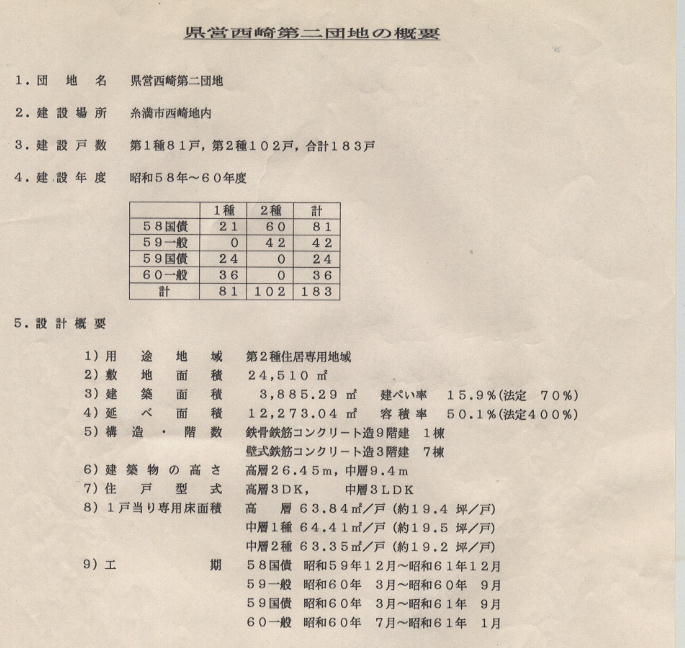 県営西崎第二団地の概要
1．団地名　県営西崎第二団地
2．建設場所　糸満市西崎地内
3．建設戸数　第1種81戸，第2種102戸，合計183戸
4．建設年度　昭和58年～60年度
1種　2種　計
58国債　21　60　81
59一般　0　42　42
59国債　24　0　24
60一般　36　0　36
計　81　102　183
5．設計概要
1)用途地域　第2種住居専用地域
2)敷地面積　24,510 ㎡
3)建築面積　3,885.29 ㎡　建ぺい率　15.9%(法定　70%)
4)延べ面積　12,273.04 ㎡　容積率　50.1%(法定400%)
5)構造・階数　鉄骨鉄筋コンクリート造9階建　1棟
壁式鉄筋コンクリート造3階建　7棟
6)建築物の高さ　高層26.45m，中層9.4m
7)住戸型式　高層3DK，　中層3LDK
8)1戸当り専用床面積　高　層 63.84㎡/戸 (約19.4 坪/戸)
中層1種 64.41㎡/戸 (約19.5 坪/戸)
中層2種 63.35㎡/戸 (約19.2 坪/戸)
9)工期　58国債　昭和59年12月～昭和61年12月
59一般　昭和60年　3月～昭和60年　9月
59国債　昭和60年　3月～昭和61年　9月
60一般　昭和60年　7月～昭和61年　1月